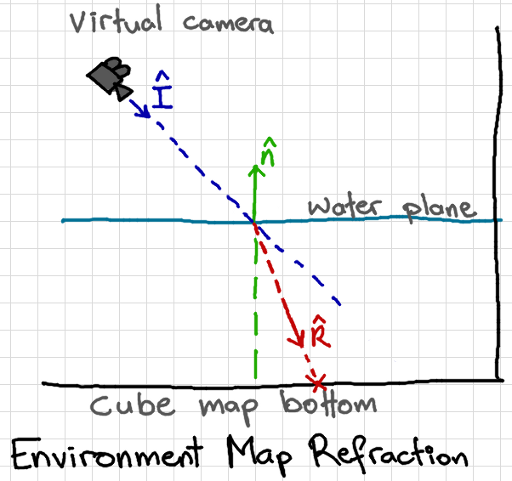 Virtual camera
Î
n̂
Water plane
R̂
Cube map bottom
Environment Map Refraction